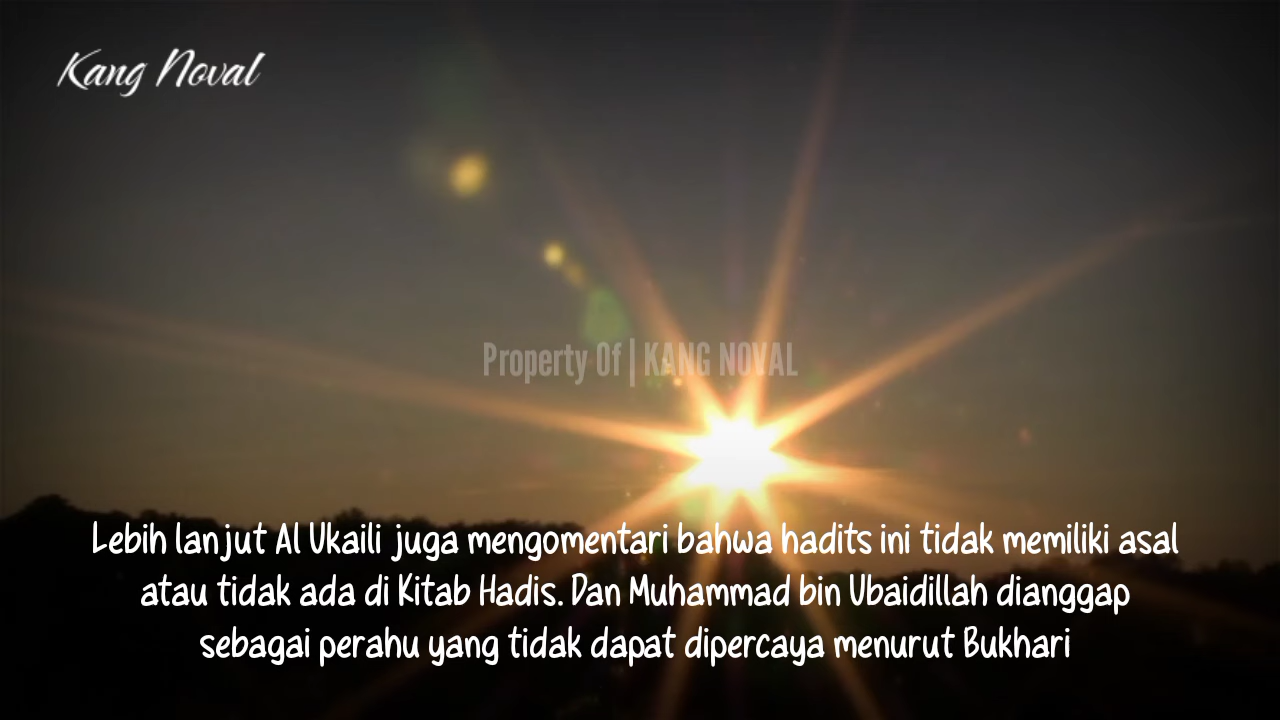 Kang Noval
Property Of | KANG NOVAL
Lebih lanjut Al Ukaili juga mengomentari bahwa hadits ini tidak memiliki asal
atau tidak ada di Kitab Hadis. Dan Muhammad bin Ubaidillah dianggap
sebagai perahu yang tidak dapat dipercaya menurut Bukhari